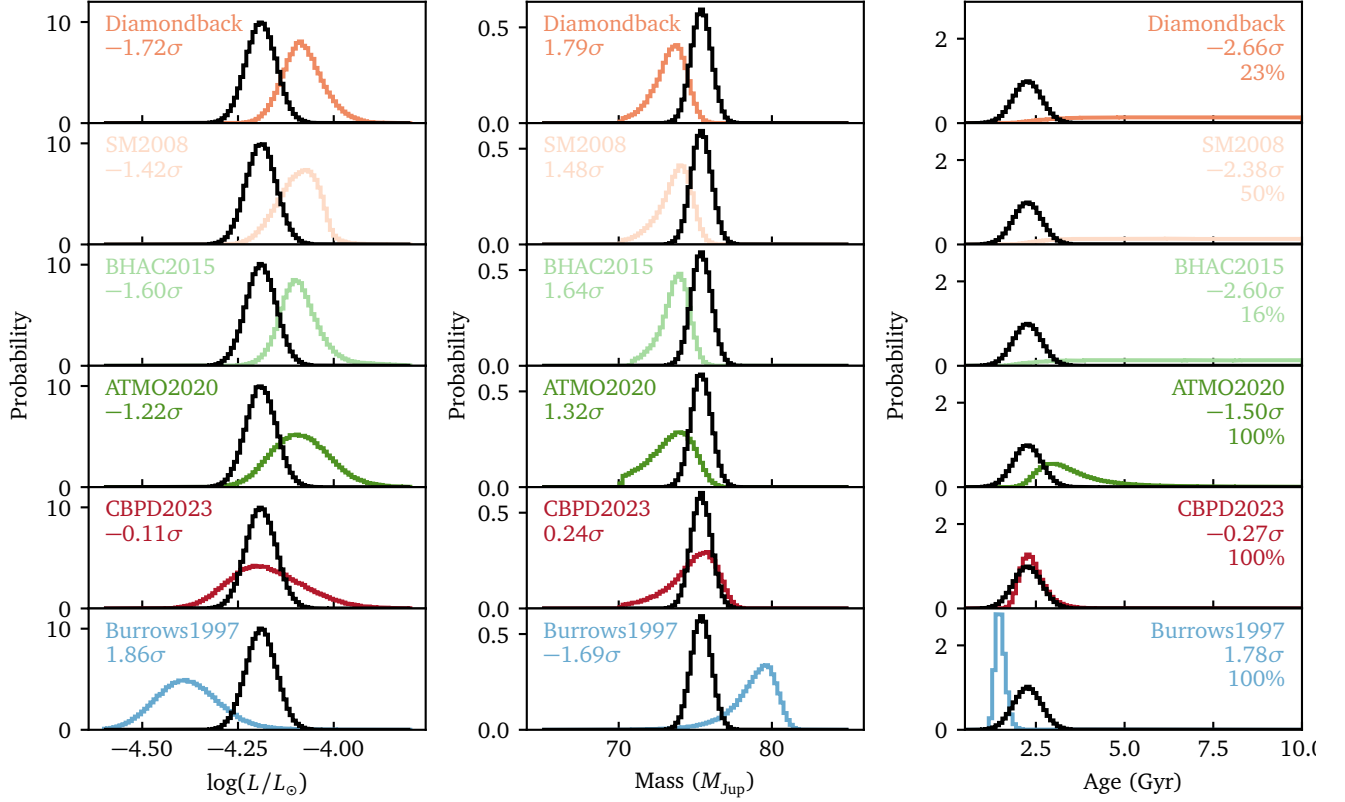 Diamondback
−1.72σ
10
0
SM2008
−1.42σ
10
0
BHAC2015
−1.60σ
10
0
ATMO2020
−1.22σ
10
0
CBPD2023
−0.11σ
10
0
Burrows1997
1.86σ
10
0
−4.50
−4.25
−4.00
log(L/L☉)
Probability
Diamondback
1.79σ
0.5
0.0
SM2008
1.48σ
0.5
0.0
BHAC2015
1.64σ
0.5
0.0
ATMO2020
1.32σ
0.5
0.0
CBPD2023
0.24σ
0.5
0.0
Burrows1997
−1.69σ
0.5
0.0
70
80
Mass (MJup)
Probability
Diamondback
−2.66σ
23%
2
0
SM2008
−2.38σ
50%
2
0
BHAC2015
−2.60σ
16%
2
0
ATMO2020
−1.50σ
100%
2
0
CBPD2023
−0.27σ
100%
2
0
Burrows1997
1.78σ
100%
2
0
2.5
5.0
7.5
10.0
Age (Gyr)
Probability